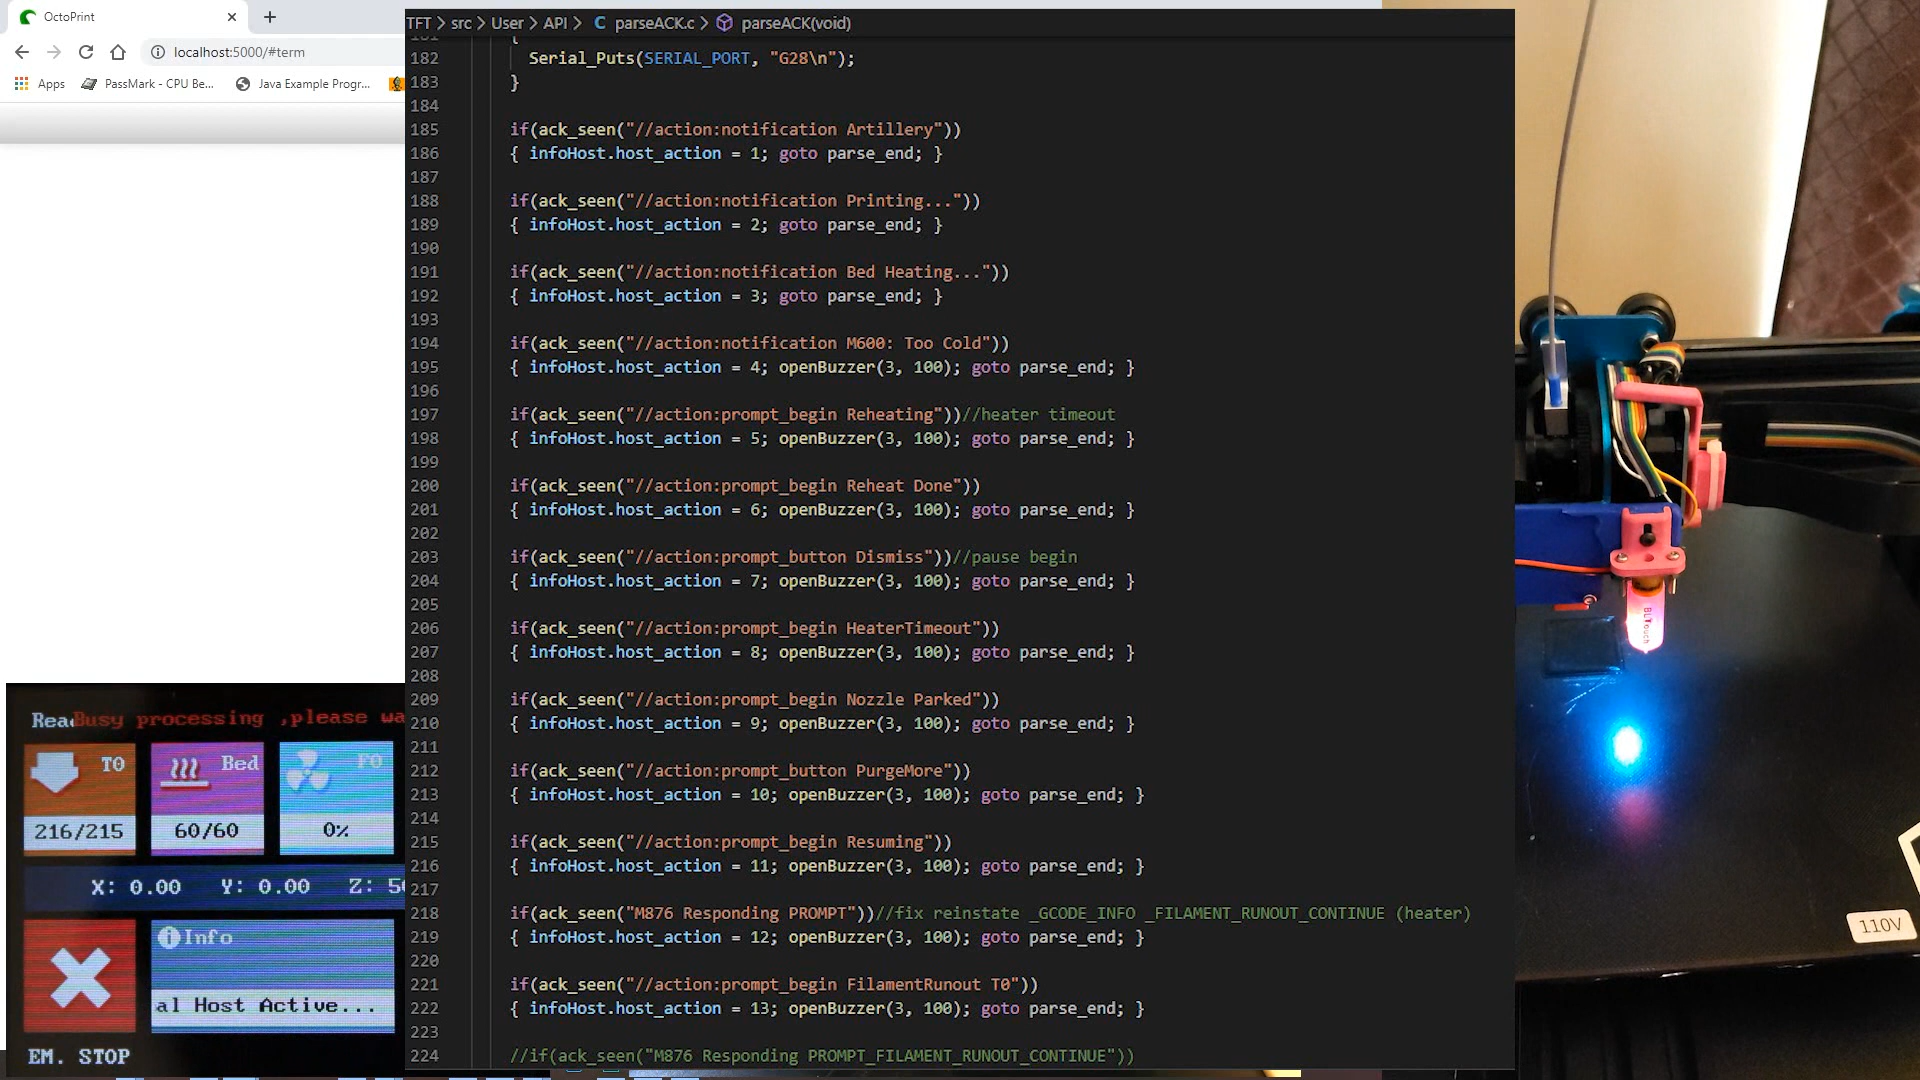 OctoPrint
localhost:5000/#term
Apps
PassMark - CPU Be...
Java Example Progr...
TFT > src > User > API > C parseACK.c > parseACK(void)
181 {
182 Serial_Puts(SERIAL_PORT, "G28\n");
183 }
184
185 if(ack_seen("//action:notification Artillery"))
186 { infoHost.host_action = 1; goto parse_end; }
187
188 if(ack_seen("//action:notification Printing..."))
189 { infoHost.host_action = 2; goto parse_end; }
190
191 if(ack_seen("//action:notification Bed Heating..."))
192 { infoHost.host_action = 3; goto parse_end; }
193
194 if(ack_seen("//action:notification M600: Too Cold"))
195 { infoHost.host_action = 4; openBuzzer(3, 100); goto parse_end; }
196
197 if(ack_seen("//action:prompt_begin Reheating"))//heater timeout
198 { infoHost.host_action = 5; openBuzzer(3, 100); goto parse_end; }
199
200 if(ack_seen("//action:prompt_begin Reheat Done"))
201 { infoHost.host_action = 6; openBuzzer(3, 100); goto parse_end; }
202
203 if(ack_seen("//action:prompt_button Dismiss"))//pause begin
204 { infoHost.host_action = 7; openBuzzer(3, 100); goto parse_end; }
205
206 if(ack_seen("//action:prompt_begin HeaterTimeout"))
207 { infoHost.host_action = 8; openBuzzer(3, 100); goto parse_end; }
208
209 if(ack_seen("//action:prompt_begin Nozzle Parked"))
210 { infoHost.host_action = 9; openBuzzer(3, 100); goto parse_end; }
211
212 if(ack_seen("//action:prompt_button PurgeMore"))
213 { infoHost.host_action = 10; openBuzzer(3, 100); goto parse_end; }
214
215 if(ack_seen("//action:prompt_begin Resuming"))
216 { infoHost.host_action = 11; openBuzzer(3, 100); goto parse_end; }
217
218 if(ack_seen("M876 Responding PROMPT"))//fix reinstate _GCODE_INFO _FILAMENT_RUNOUT_CONTINUE (heater)
219 { infoHost.host_action = 12; openBuzzer(3, 100); goto parse_end; }
220
221 if(ack_seen("//action:prompt_begin FilamentRunout T0"))
222 { infoHost.host_action = 13; openBuzzer(3, 100); goto parse_end; }
223
224 //if(ack_seen("M876 Responding PROMPT_FILAMENT_RUNOUT_CONTINUE"))
Busy processing ,please wa
T0
Bed
F0
216/215
60/60
0%
X: 0.00 Y: 0.00 Z: 50
Info
al Host Active...
EM. STOP
BLTouch
110V